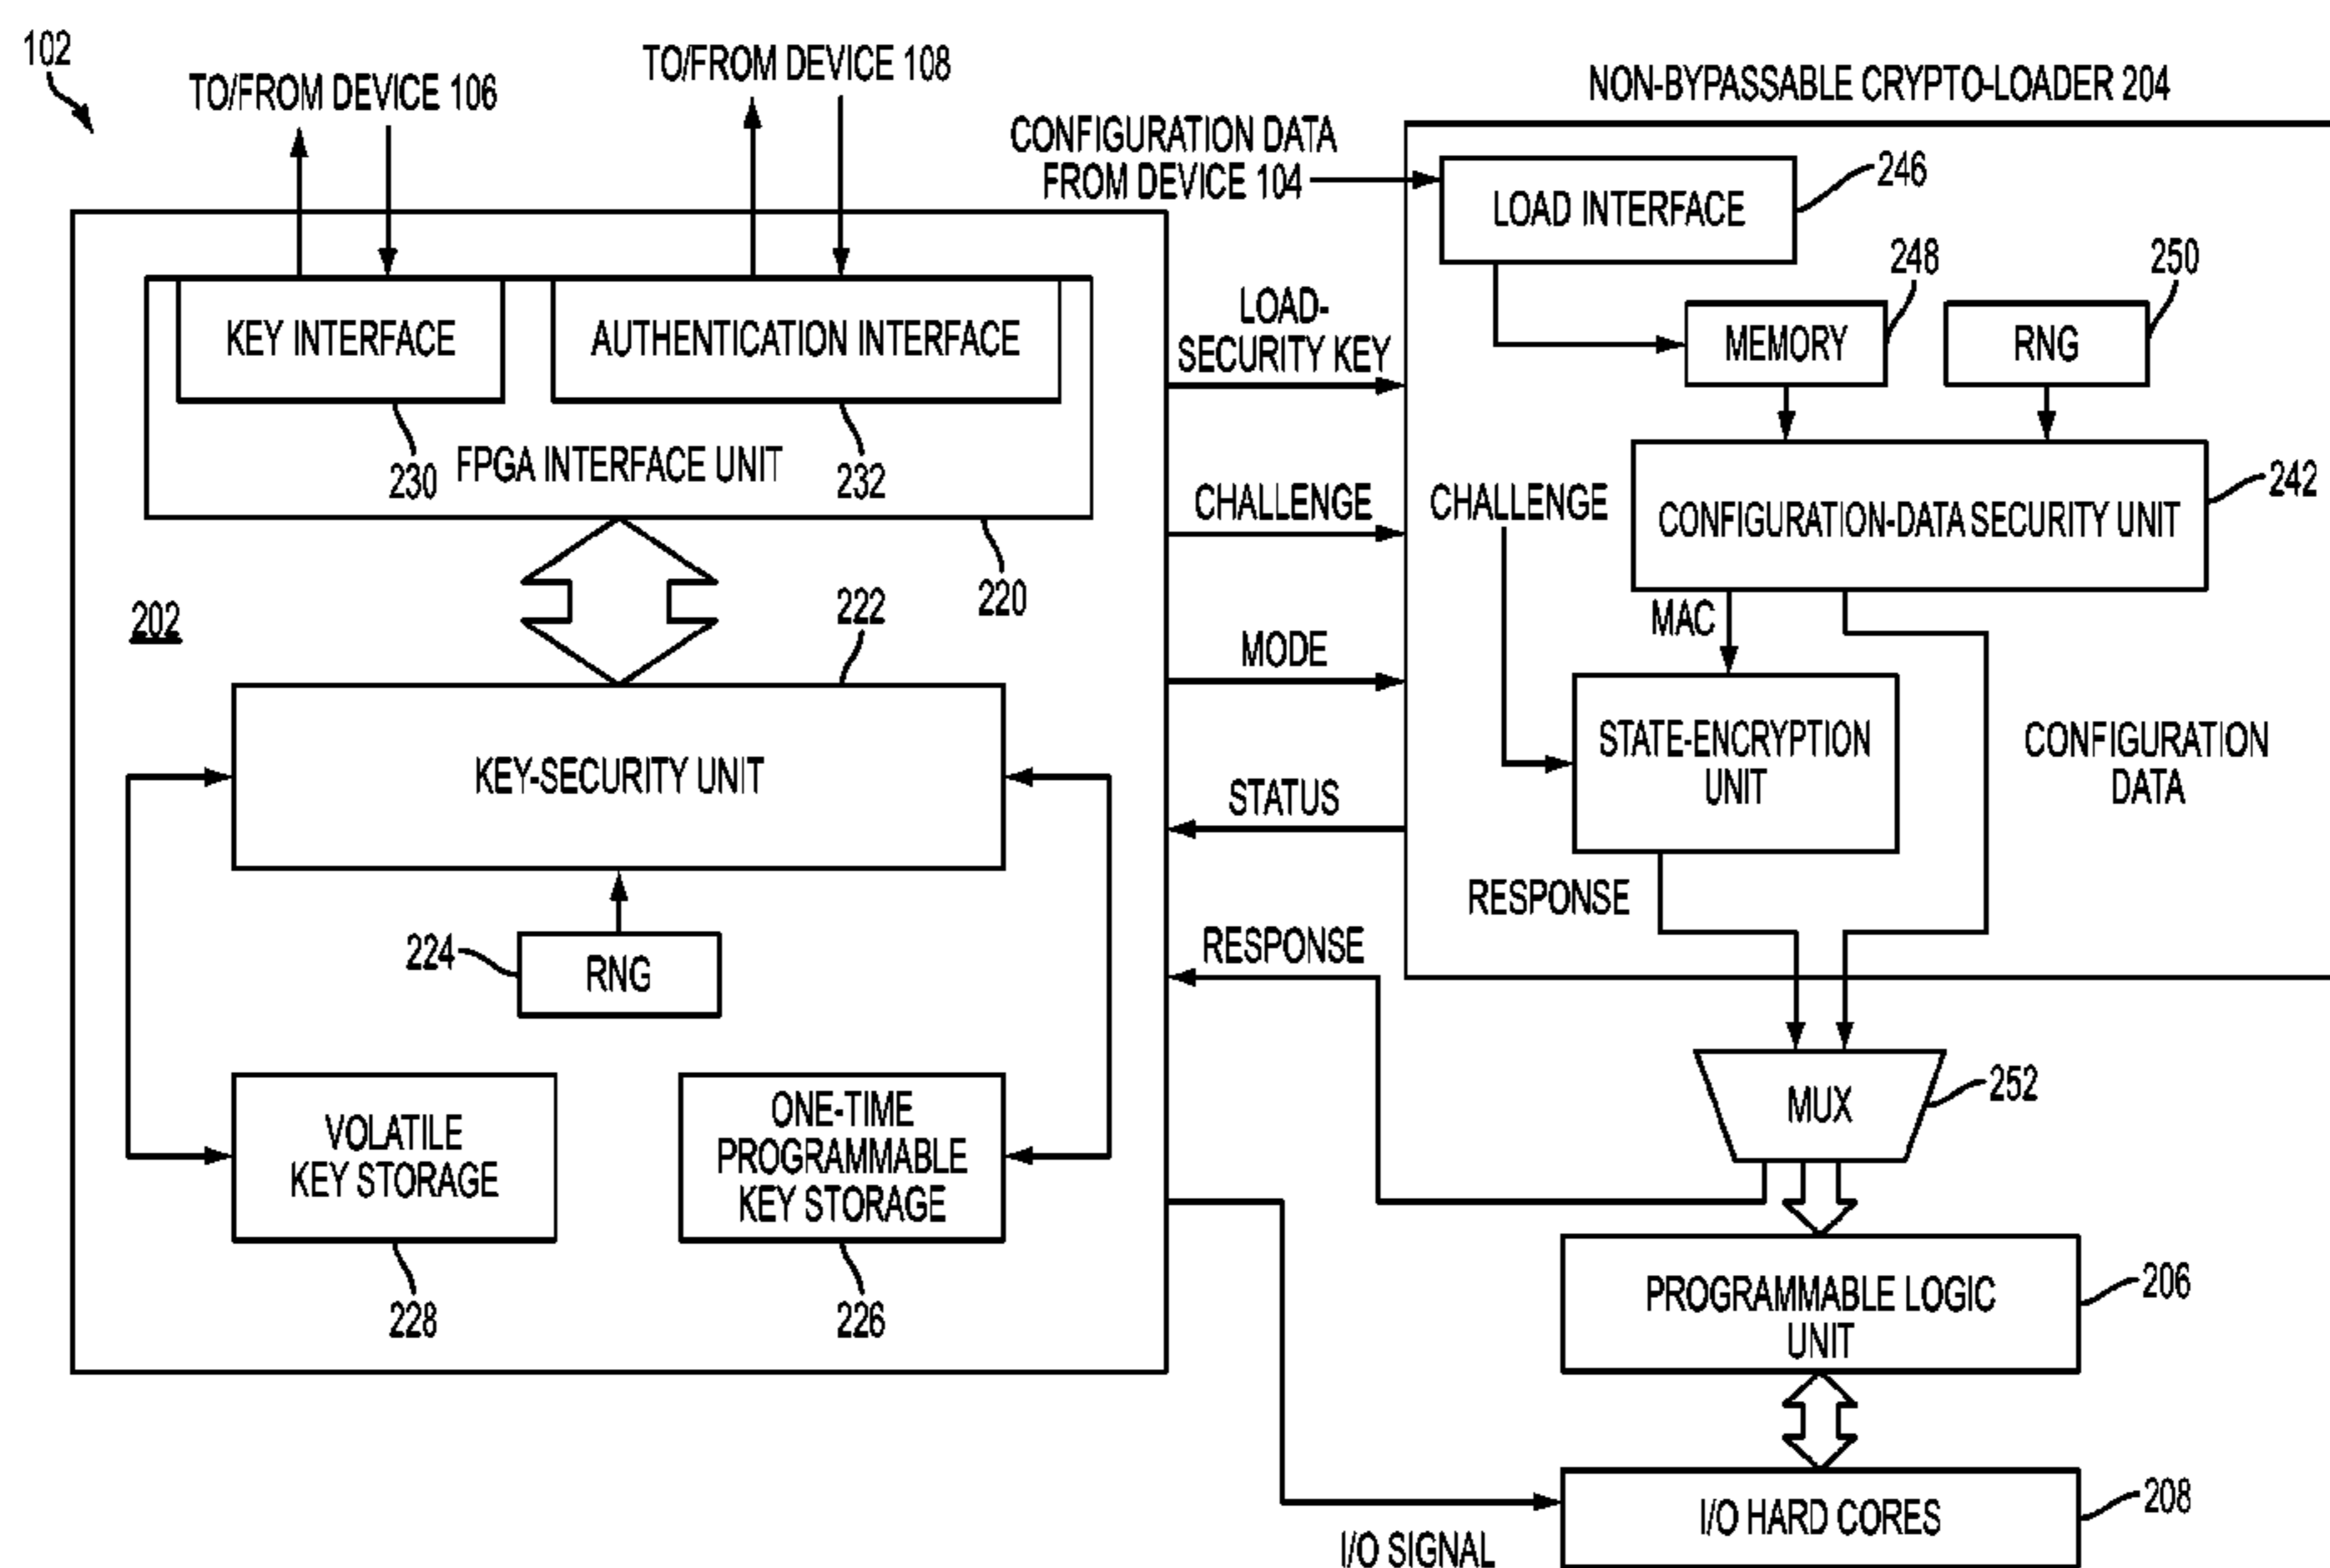 102
TO/FROM DEVICE 106
TO/FROM DEVICE 108
NON-BYPASSABLE CRYPTO-LOADER 204
CONFIGURATION DATA
FROM DEVICE 104
LOAD INTERFACE
246
KEY INTERFACE
AUTHENTICATION INTERFACE
230
232
FPGA INTERFACE UNIT
220
202
222
KEY-SECURITY UNIT
224
RNG
VOLATILE
KEY STORAGE
228
ONE-TIME
PROGRAMMABLE
KEY STORAGE
226
LOAD-
SECURITY KEY
CHALLENGE
MODE
STATUS
RESPONSE
MEMORY
248
RNG
250
CONFIGURATION-DATA SECURITY UNIT
242
CHALLENGE
MAC
STATE-ENCRYPTION
UNIT
CONFIGURATION
DATA
RESPONSE
MUX
252
PROGRAMMABLE LOGIC
UNIT
206
I/O HARD CORES
208
I/O SIGNAL